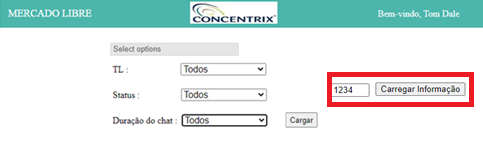 MERCADO LIBRE
CONCENTRIX
Bem-vindo, Tom Dale
Select options
TL : Todos
1234 Carregar Informação
Status : Todos
Duração do chat : Todos Cargar